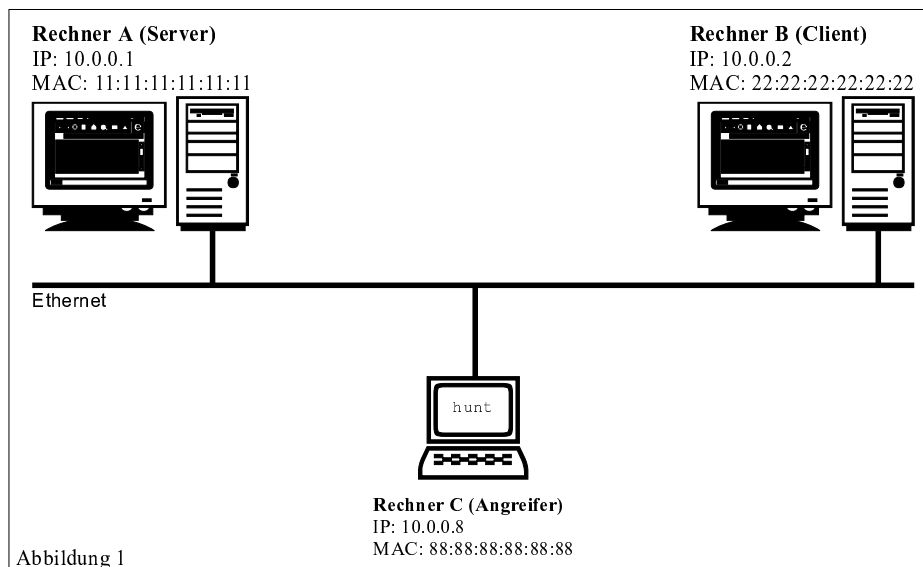 Rechner A (Server)
IP: 10.0.0.1
MAC: 11:11:11:11:11:11
Rechner B (Client)
IP: 10.0.0.2
MAC: 22:22:22:22:22:22
Ethernet
hunt
Rechner C (Angreifer)
IP: 10.0.0.8
MAC: 88:88:88:88:88:88
Abbildung 1